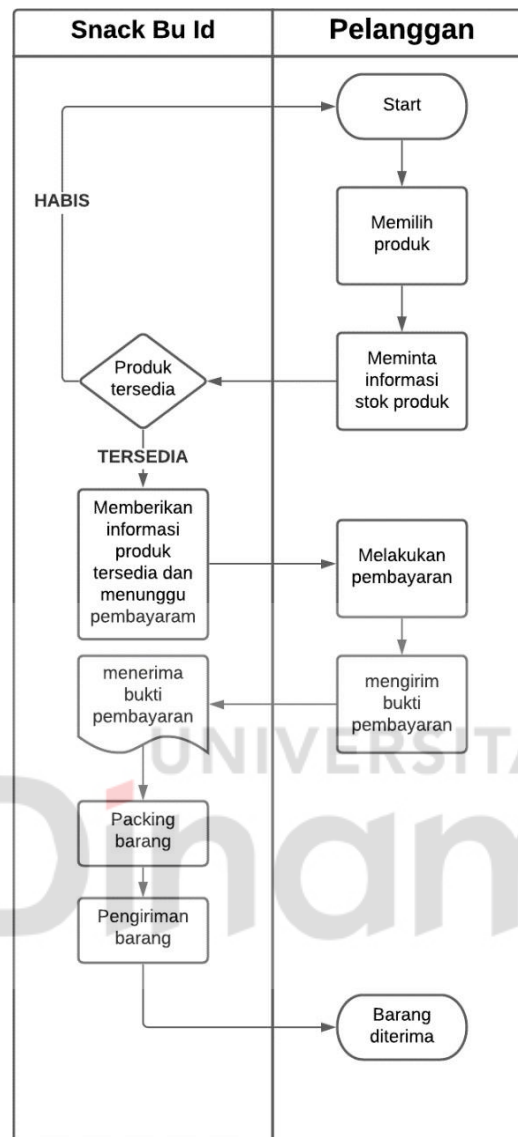 Snack Bu Id
Pelanggan
Start
HABIS
Memilih
produk
Meminta
informasi
stok produk
Produk
tersedia
TERSEDIA
Memberikan
informasi
produk
tersedia dan
menunggu
pembayaram
Melakukan
pembayaran
mengirim
bukti
pembayaran
menerima
bukti
pembayaran
UNIVERSITA
Dinam
Packing
barang
Pengiriman
barang
Barang
diterima